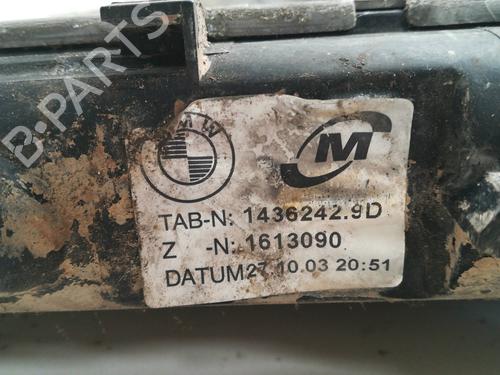 B-PARTS
BMW
M
TAB-N: 1436242.9D
Z -N: 1613090
DATUM27.10.03 20:51